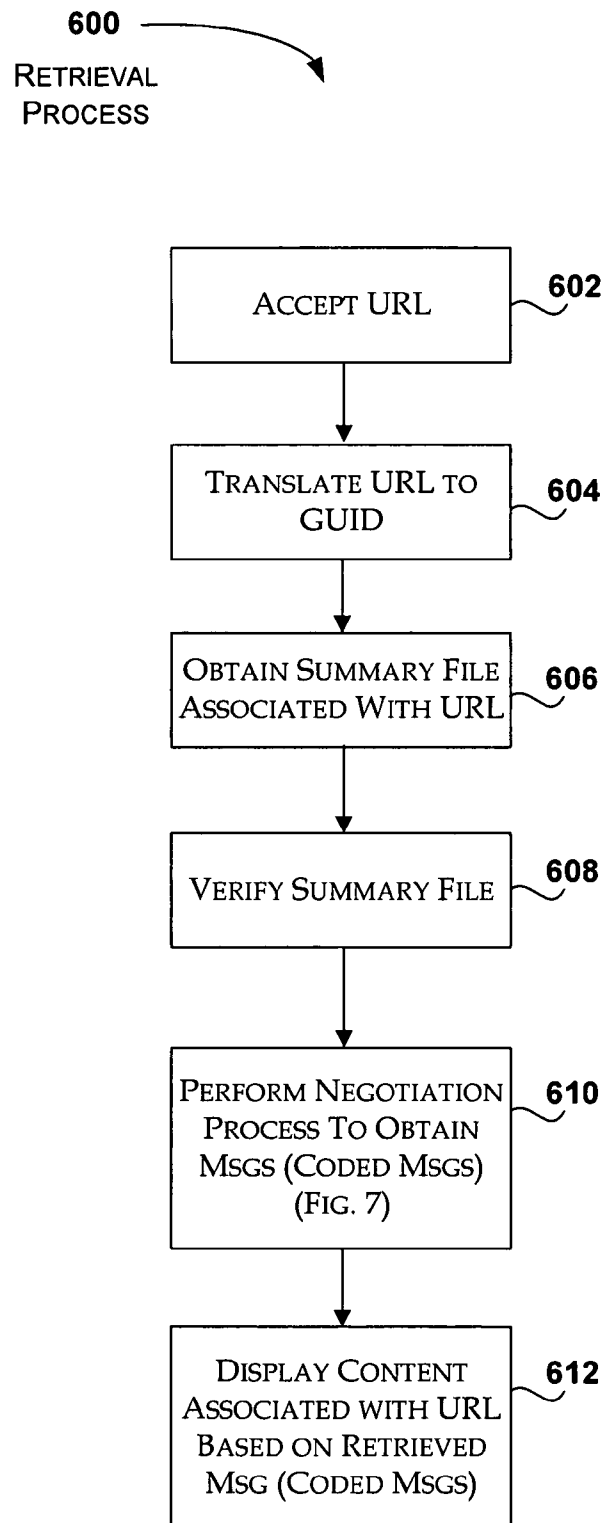 600
RETRIEVAL
PROCESS
ACCEPT URL
602
TRANSLATE URL TO
GUID
604
OBTAIN SUMMARY FILE
ASSOCIATED WITH URL
606
VERIFY SUMMARY FILE
608
PERFORM NEGOTIATION
PROCESS TO OBTAIN
MSGS (CODED MSGS)
(FIG. 7)
610
DISPLAY CONTENT
ASSOCIATED WITH URL
BASED ON RETRIEVED
MSG (CODED MSGS)
612